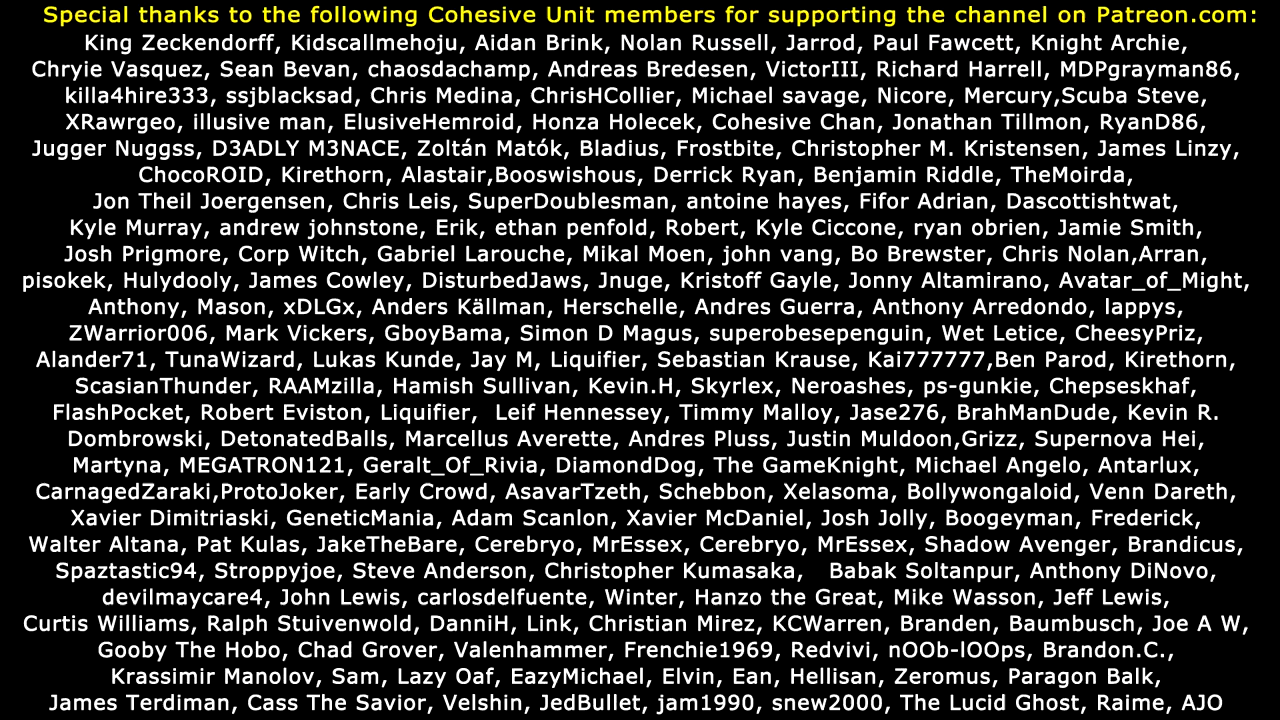 Special thanks to the following Cohesive Unit members for supporting the channel on Patreon.com:
King Zeckendorff, Kidscallmehoju, Aidan Brink, Nolan Russell, Jarrod, Paul Fawcett, Knight Archie,
Chryie Vasquez, Sean Bevan, chaosdachamp, Andreas Bredesen, VictorIII, Richard Harrell, MDPgrayman86,
killa4hire333, ssjblacksad, Chris Medina, ChrisHCollier, Michael savage, Nicore, Mercury,Scuba Steve,
XRawrgeo, illusive man, ElusiveHemroid, Honza Holecek, Cohesive Chan, Jonathan Tillmon, RyanD86,
Jugger Nuggss, D3ADLY M3NACE, Zoltán Matók, Bladius, Frostbite, Christopher M. Kristensen, James Linzy,
ChocoROID, Kirethorn, Alastair,Booswishous, Derrick Ryan, Benjamin Riddle, TheMoirda,
Jon Theil Joergensen, Chris Leis, SuperDoublesman, antoine hayes, Fifor Adrian, Dascottishtwat,
Kyle Murray, andrew johnstone, Erik, ethan penfold, Robert, Kyle Ciccone, ryan obrien, Jamie Smith,
Josh Prigmore, Corp Witch, Gabriel Larouche, Mikal Moen, john vang, Bo Brewster, Chris Nolan,Arran,
pisokek, Hulydooly, James Cowley, DisturbedJaws, Jnuge, Kristoff Gayle, Jonny Altamirano, Avatar_of_Might,
Anthony, Mason, xDLGx, Anders Källman, Herschelle, Andres Guerra, Anthony Arredondo, lappys,
ZWarrior006, Mark Vickers, GboyBama, Simon D Magus, superobesepenguin, Wet Letice, CheesyPriz,
Alander71, TunaWizard, Lukas Kunde, Jay M, Liquifier, Sebastian Krause, Kai777777,Ben Parod, Kirethorn,
ScasianThunder, RAAMzilla, Hamish Sullivan, Kevin.H, Skyrlex, Neroashes, ps-gunkie, Chepseskhaf,
FlashPocket, Robert Eviston, Liquifier,  Leif Hennessey, Timmy Malloy, Jase276, BrahManDude, Kevin R.
Dombrowski, DetonatedBalls, Marcellus Averette, Andres Pluss, Justin Muldoon,Grizz, Supernova Hei,
Martyna, MEGATRON121, Geralt_Of_Rivia, DiamondDog, The GameKnight, Michael Angelo, Antarlux,
CarnagedZaraki,ProtoJoker, Early Crowd, AsavarTzeth, Schebbon, Xelasoma, Bollywongaloid, Venn Dareth,
Xavier Dimitriaski, GeneticMania, Adam Scanlon, Xavier McDaniel, Josh Jolly, Boogeyman, Frederick,
Walter Altana, Pat Kulas, JakeTheBare, Cerebryo, MrEssex, Cerebryo, MrEssex, Shadow Avenger, Brandicus,
Spaztastic94, Stroppyjoe, Steve Anderson, Christopher Kumasaka,   Babak Soltanpur, Anthony DiNovo,
devilmaycare4, John Lewis, carlosdelfuente, Winter, Hanzo the Great, Mike Wasson, Jeff Lewis,
Curtis Williams, Ralph Stuivenwold, DanniH, Link, Christian Mirez, KCWarren, Branden, Baumbusch, Joe A W,
Gooby The Hobo, Chad Grover, Valenhammer, Frenchie1969, Redvivi, nOOb-lOOps, Brandon.C.,
Krassimir Manolov, Sam, Lazy Oaf, EazyMichael, Elvin, Ean, Hellisan, Zeromus, Paragon Balk,
James Terdiman, Cass The Savior, Velshin, JedBullet, jam1990, snew2000, The Lucid Ghost, Raime, AJO